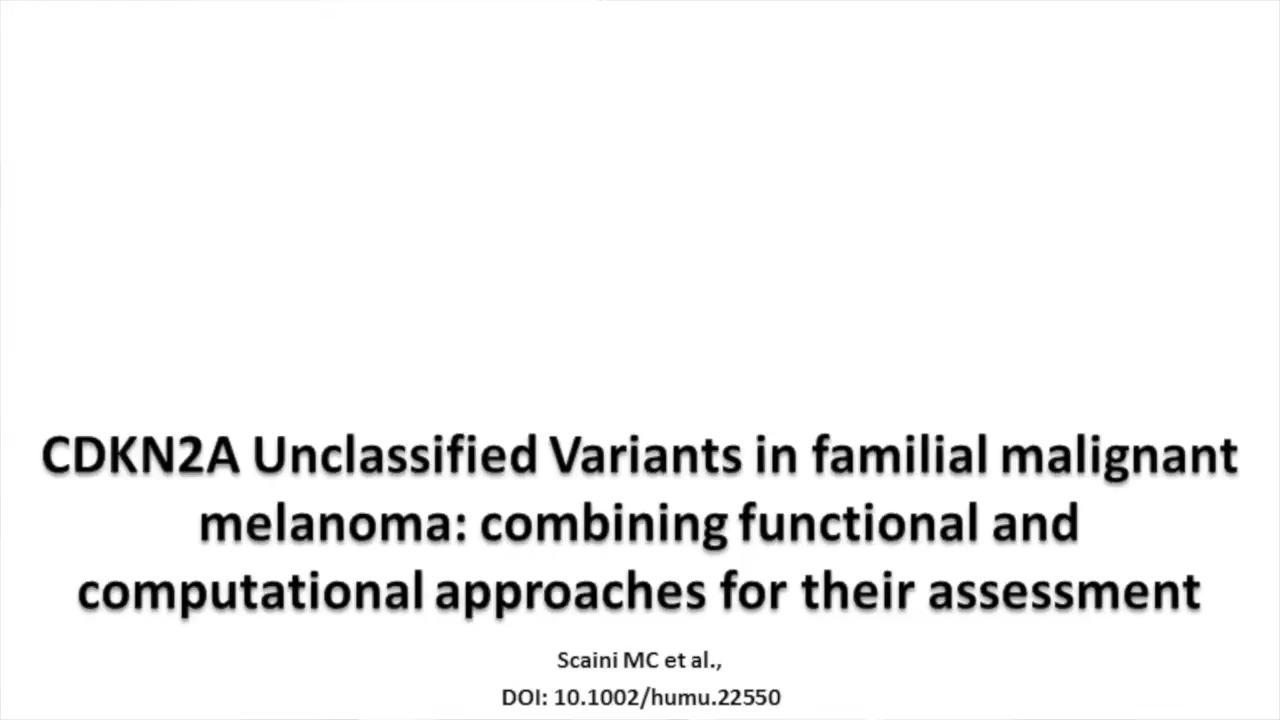 CDKN2A Unclassified Variants in familial malignant
melanoma: combining functional and
computational approaches for their assessment
Scaini MC et al.,
DOI: 10.1002/humu.22550